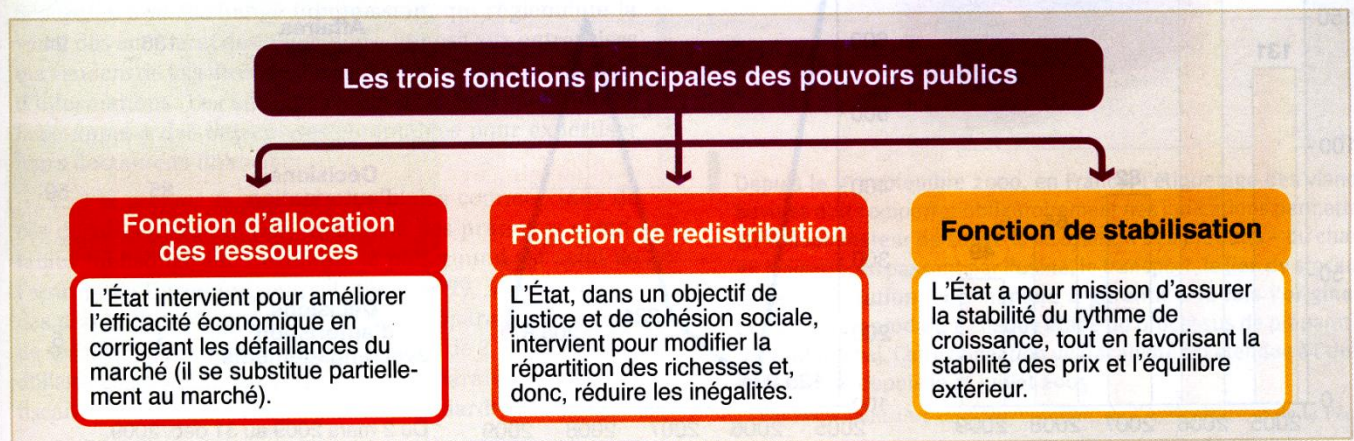 Les trois fonctions principales des pouvoirs publics
Fonction d'allocation
des ressources
L'État intervient pour améliorer
l'efficacité économique en
corrigeant les défaillances du
marché (il se substitue partielle-
ment au marché).
Fonction de redistribution
L'État, dans un objectif de
justice et de cohésion sociale,
intervient pour modifier la
répartition des richesses et,
donc, réduire les inégalités.
Fonction de stabilisation
L'État a pour mission d'assurer
la stabilité du rythme de
croissance, tout en favorisant la
stabilité des prix et l'équilibre
extérieur.